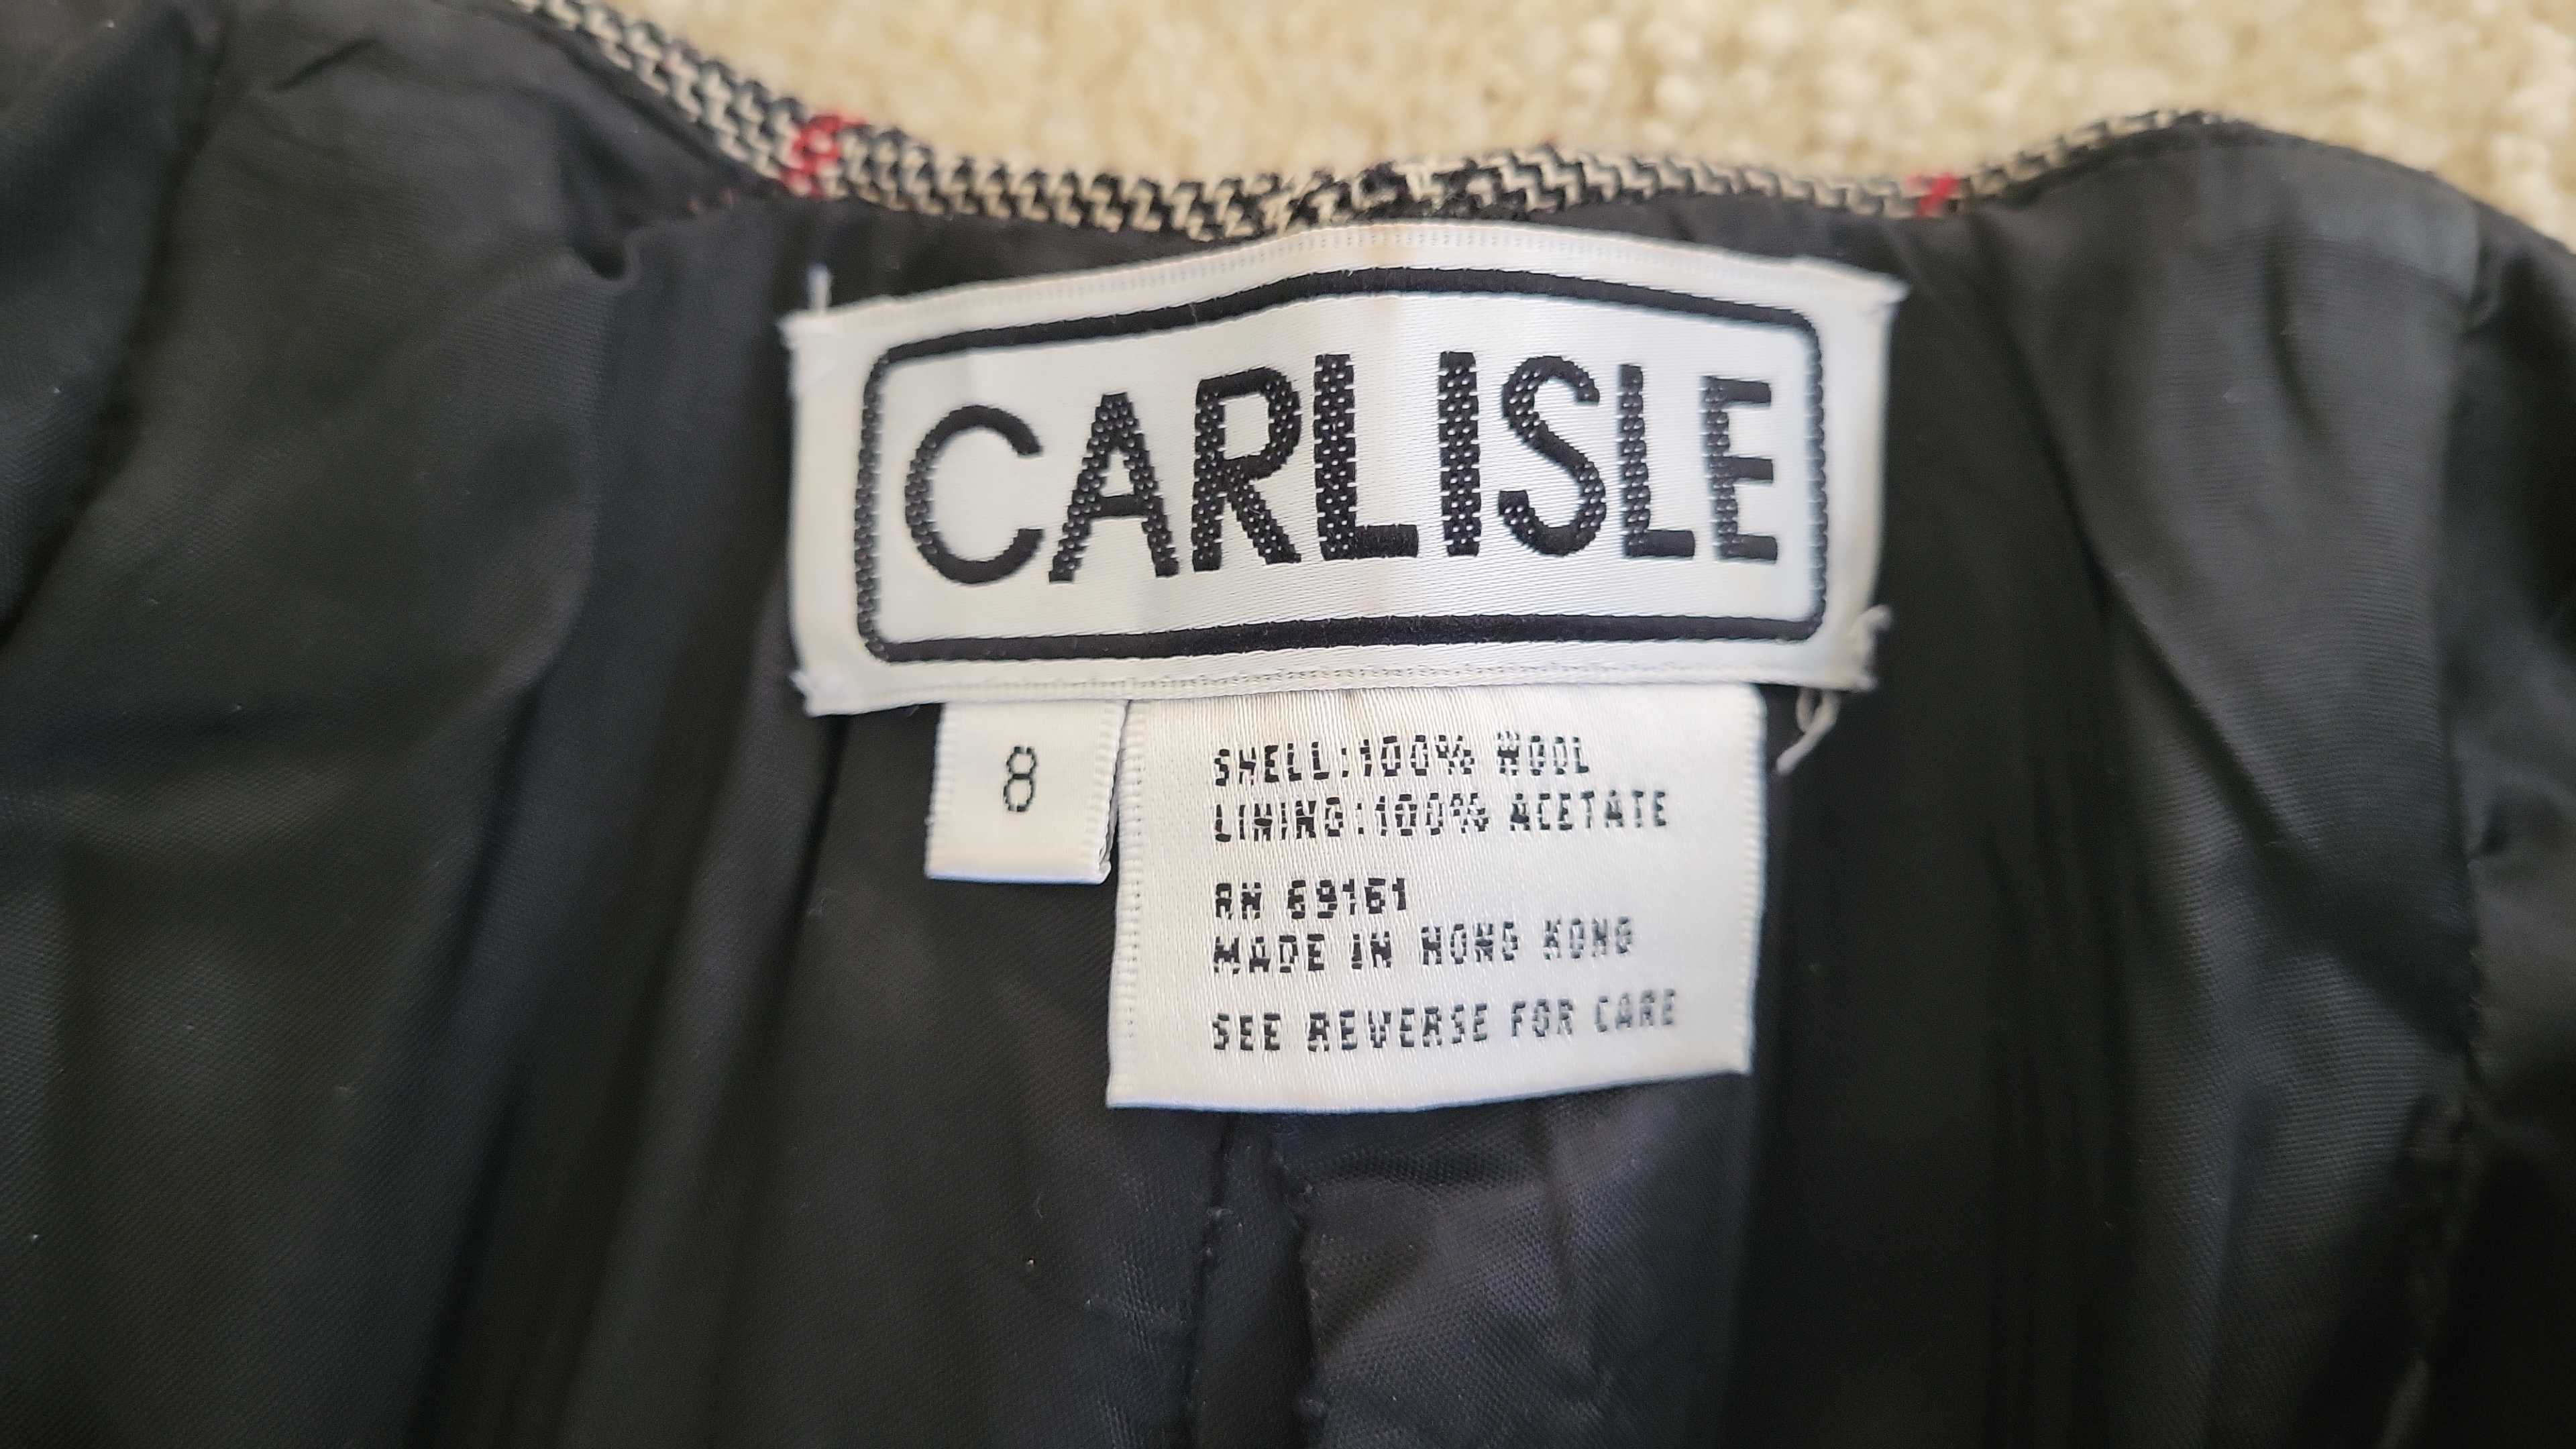 CARLISLE
8
SHELL:100% WOOL
LINING:100% ACETATE
RN 69161
MADE IN HONG KONG
SEE REVERSE FOR CARE